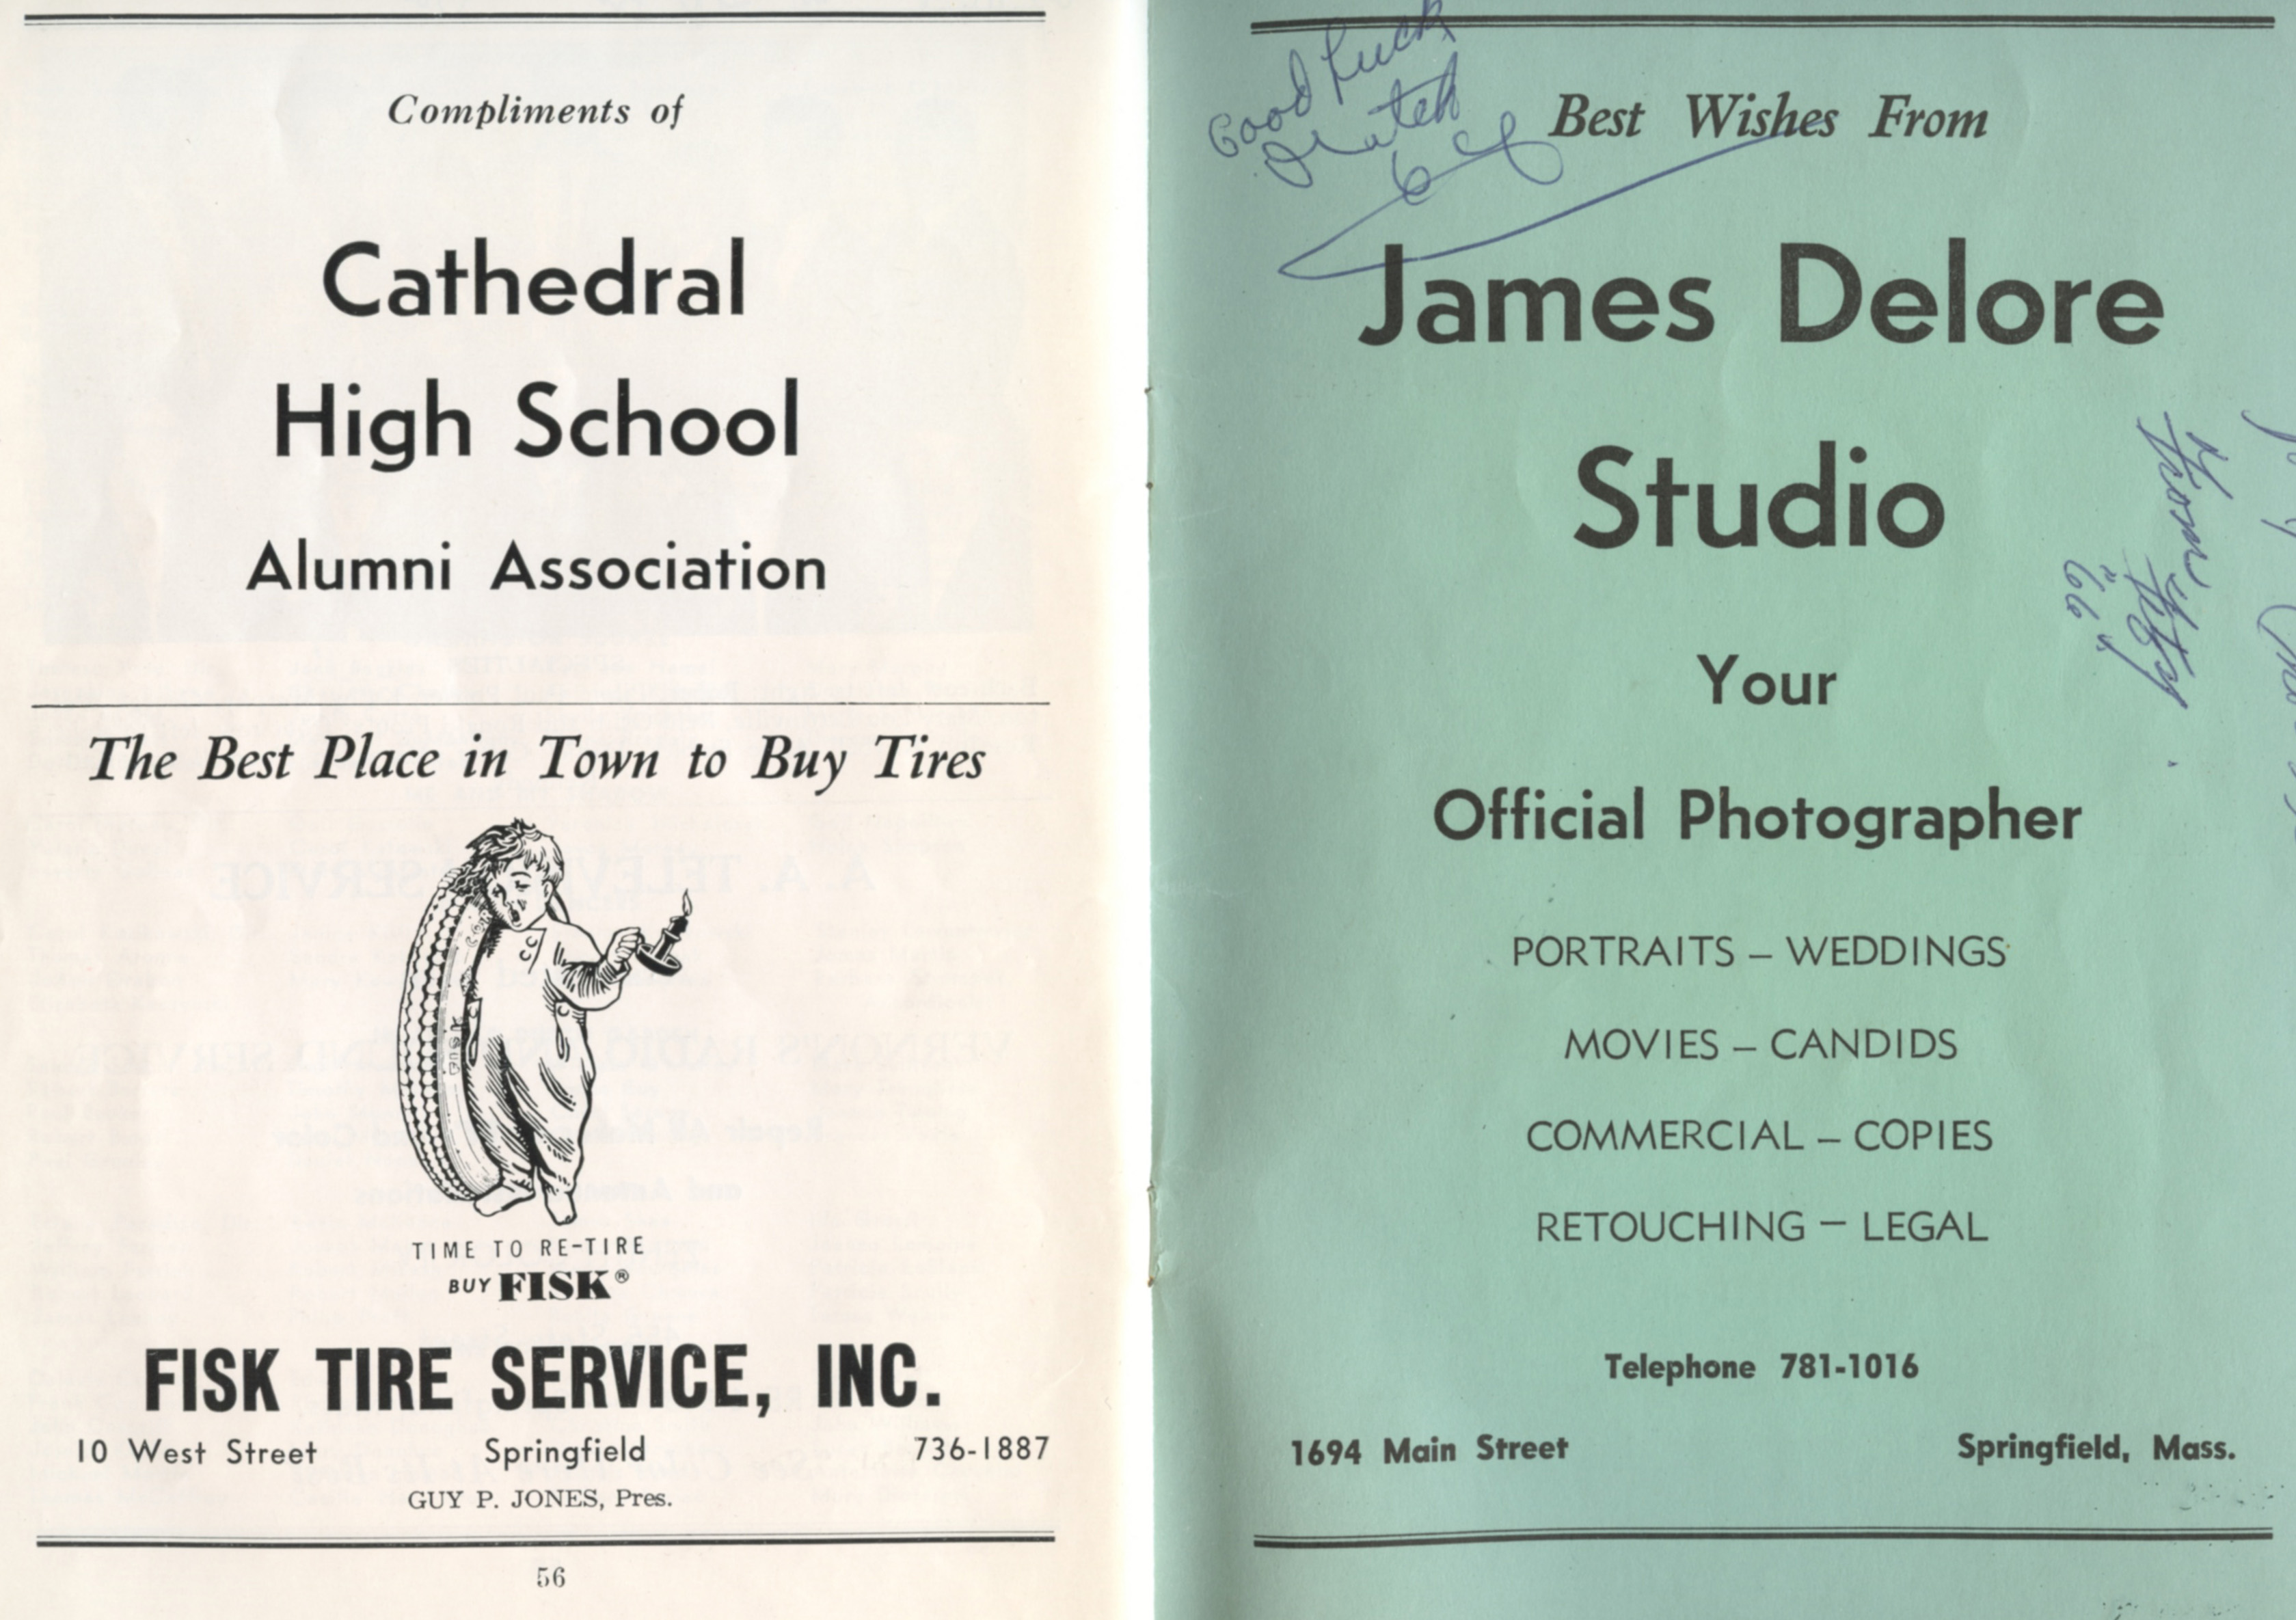 Compliments of
Cathedral
High School
Alumni Association
The Best Place in Town to Buy Tires
TIME TO RE-TIRE
BUY FISK®
FISK TIRE SERVICE, INC.
10 West Street Springfield 736-1887
GUY P. JONES, Pres.
56
Good Luck
Best Wishes From
James Delore
Studio
"66"
Your
Official Photographer
PORTRAITS – WEDDINGS
MOVIES – CANDIDS
COMMERCIAL – COPIES
RETOUCHING – LEGAL
Telephone 781-1016
1694 Main Street Springfield, Mass.